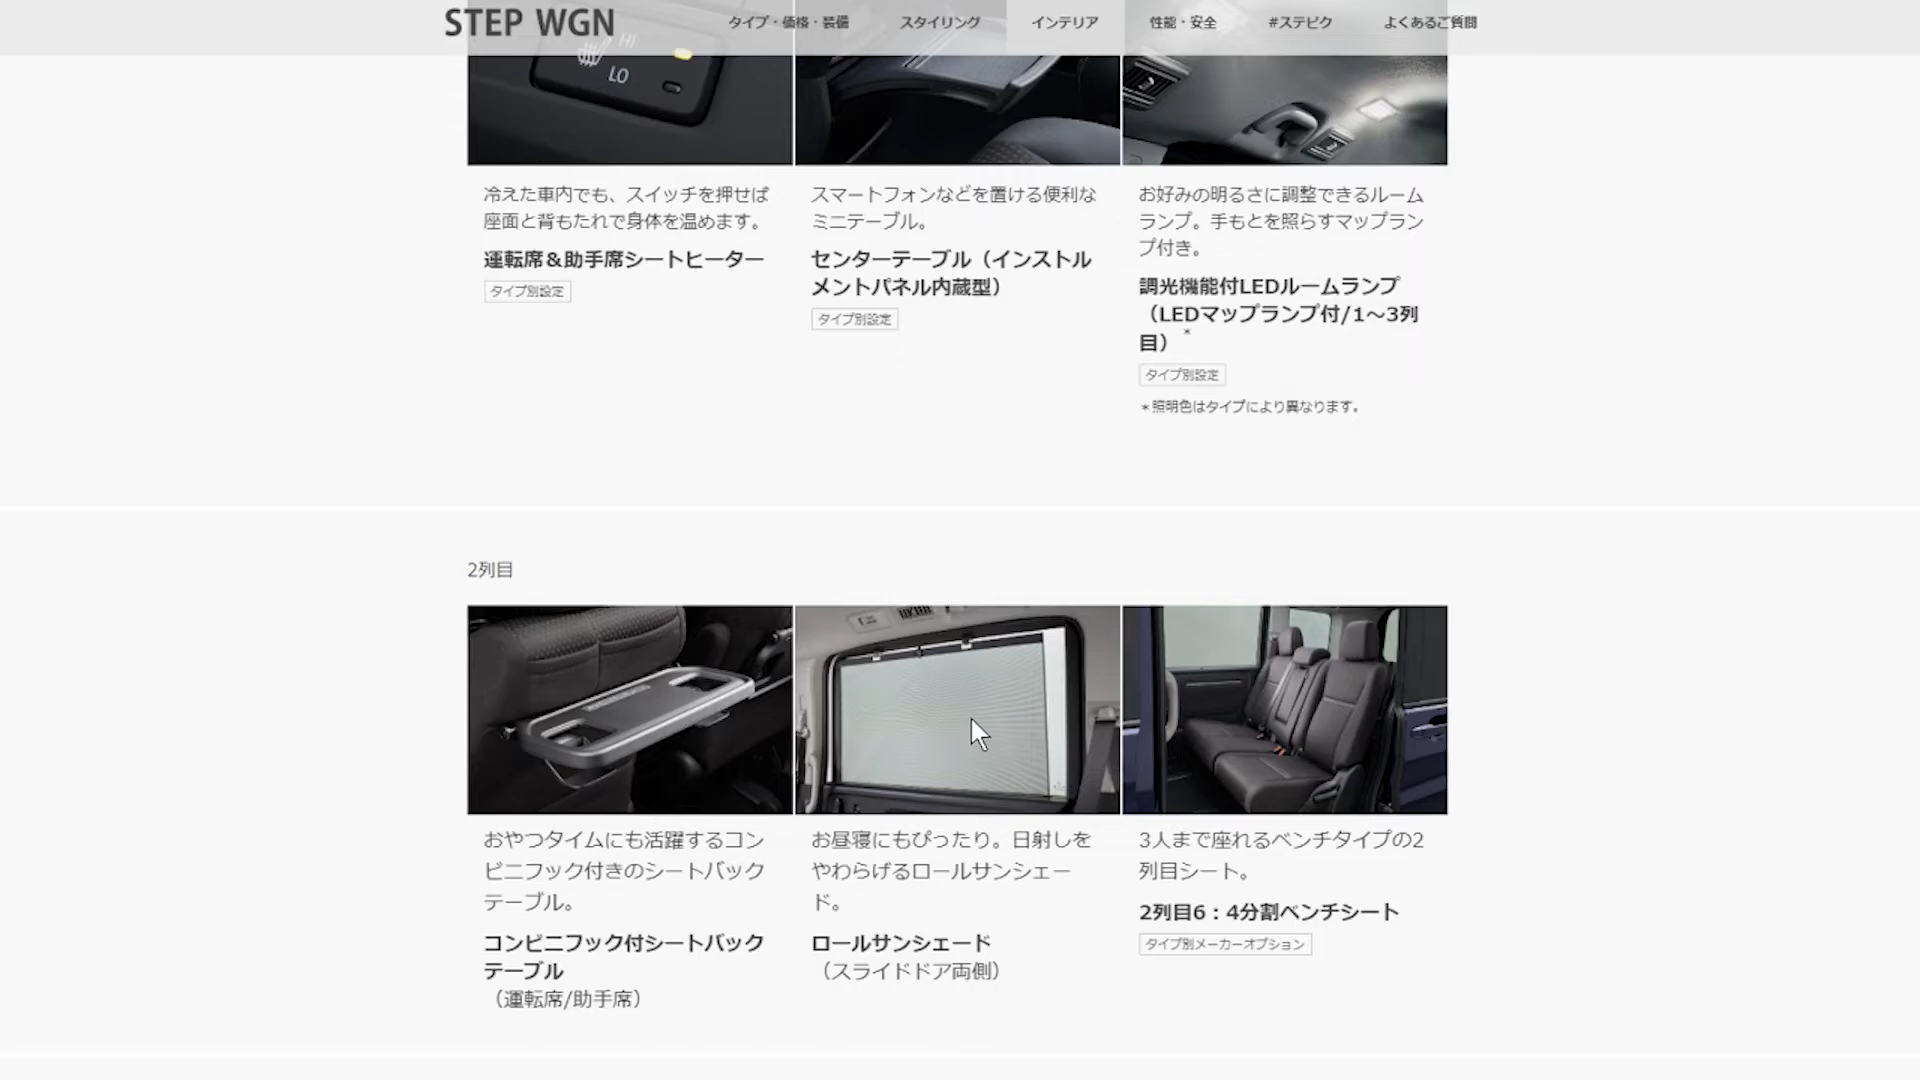 STEP WGN
タイプ・価格・装備
スタイリング
インテリア
性能・安全
#ステピク
よくあるご質問
HI
LO
冷えた車内でも、スイッチを押せば
座面と背もたれで身体を温めます。
運転席＆助手席シートヒーター
タイプ別設定
スマートフォンなどを置ける便利な
ミニテーブル。
センターテーブル（インストル
メントパネル内蔵型）
タイプ別設定
お好みの明るさに調整できるルーム
ランプ。手もとを照らすマップラン
プ付き。
調光機能付LEDルームランプ
（LEDマップランプ付/1～3列
目）*
タイプ別設定
＊照明色はタイプにより異なります。
2列目
おやつタイムにも活躍するコン
ビニフック付きのシートバック
テーブル。
コンビニフック付シートバック
テーブル
（運転席/助手席）
お昼寝にもぴったり。日射しを
やわらげるロールサンシェー
ド。
ロールサンシェード
（スライドドア両側）
3人まで座れるベンチタイプの2
列目シート。
2列目6：4分割ベンチシート
タイプ別メーカーオプション